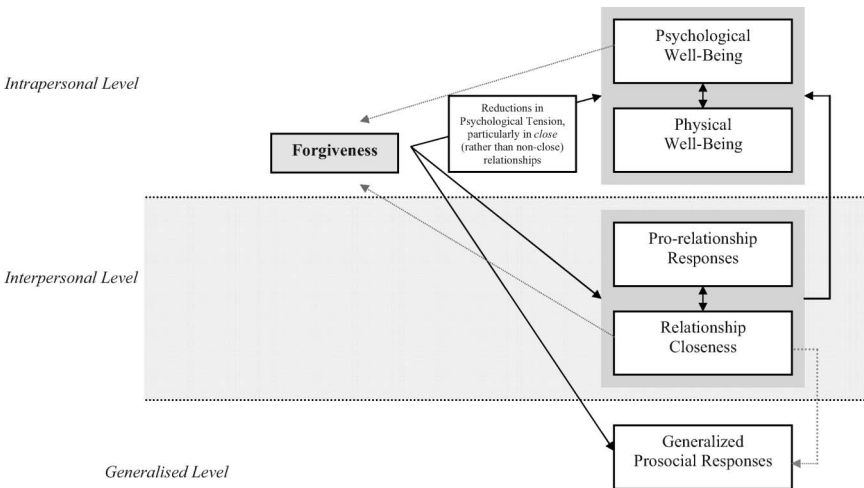 Intrapersonal Level
Psychological
Well-Being
Reductions in
Psychological Tension,
particularly in close
(rather than non-close)
relationships
Physical
Well-Being
Forgiveness
Interpersonal Level
Pro-relationship
Responses
Relationship
Closeness
Generalised Level
Generalized
Prosocial Responses